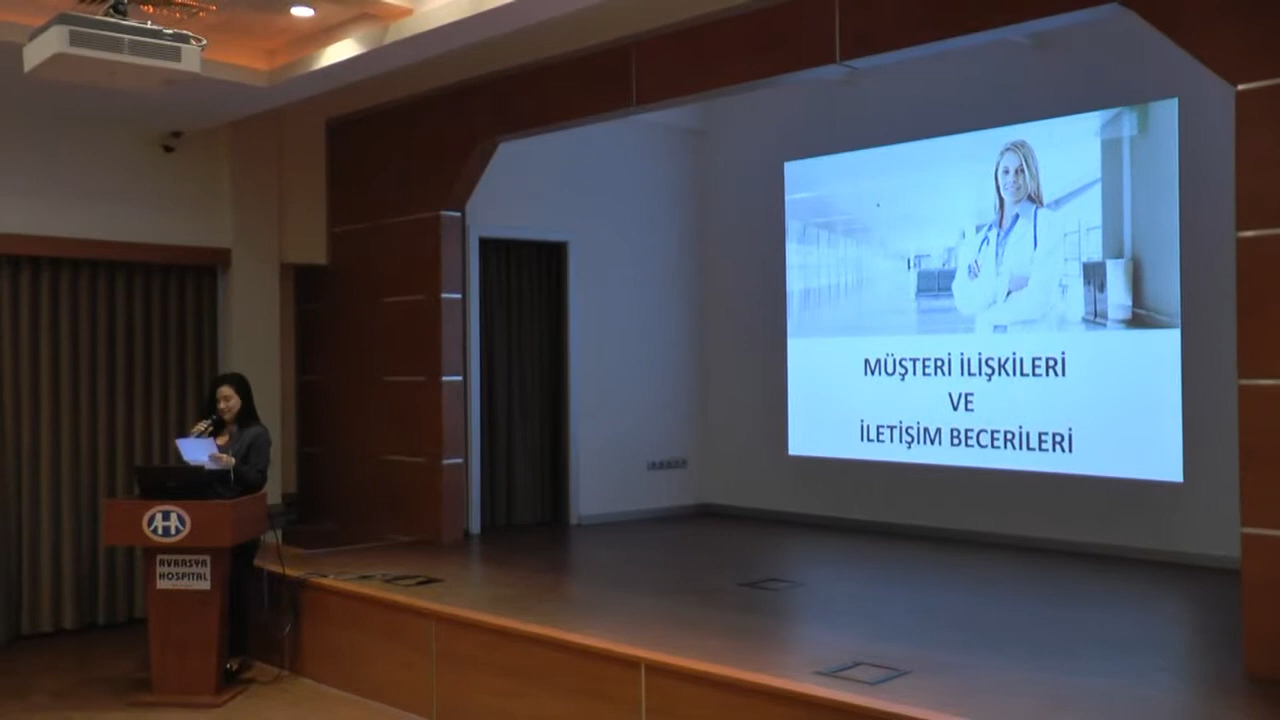 MÜŞTERİ İLİŞKİLERİ
VE
İLETİŞİM BECERİLERİ
AVRASYA
HOSPITAL